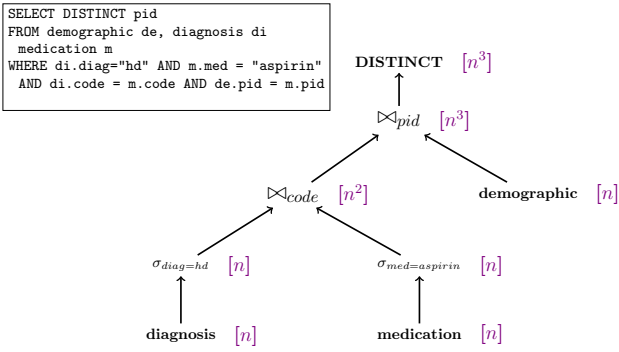 SELECT DISTINCT pid
FROM demographic de, diagnosis di
medication m
WHERE di.diag="hd" AND m.med = "aspirin"
AND di.code = m.code AND de.pid = m.pid
DISTINCT [n³]
⋈pid [n³]
⋈code [n²]
demographic [n]
σdiag=hd [n]
σmed=aspirin [n]
diagnosis [n]
medication [n]